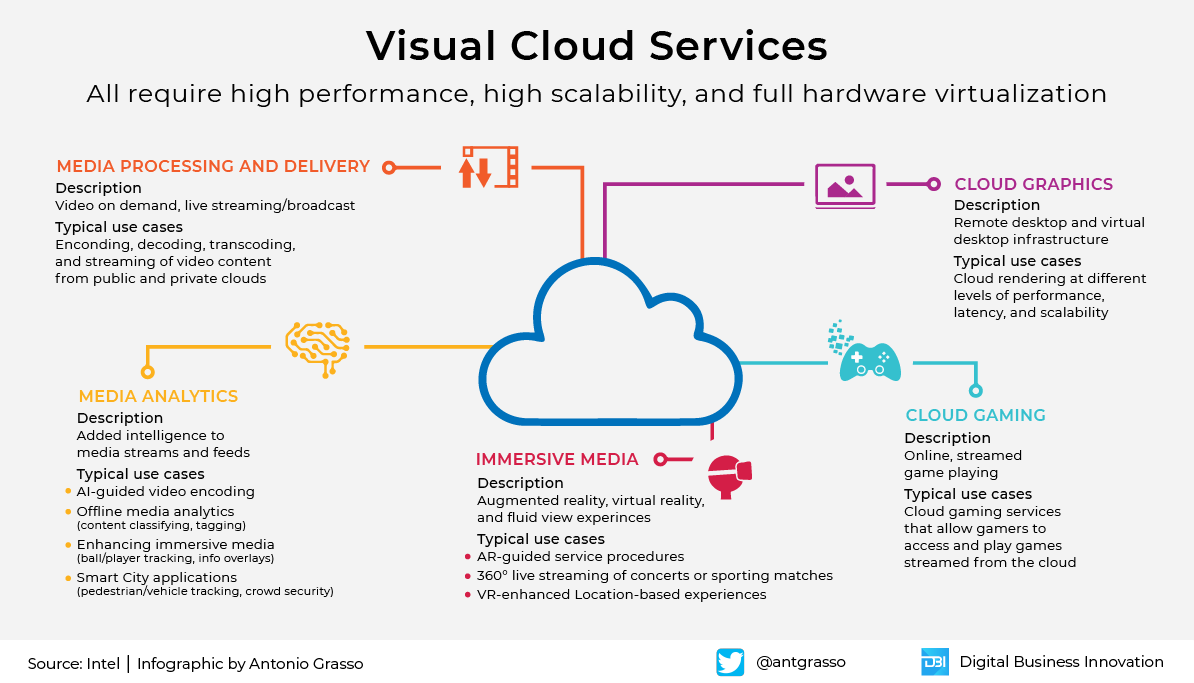 Visual Cloud Services
All require high performance, high scalability, and full hardware virtualization
MEDIA PROCESSING AND DELIVERY
Description
Video on demand, live streaming/broadcast
Typical use cases
Enconding, decoding, transcoding,
and streaming of video content
from public and private clouds
CLOUD GRAPHICS
Description
Remote desktop and virtual
desktop infrastructure
Typical use cases
Cloud rendering at different
levels of performance,
latency, and scalability
MEDIA ANALYTICS
Description
Added intelligence to
media streams and feeds
Typical use cases
• AI-guided video encoding
• Offline media analytics
(content classifying, tagging)
• Enhancing immersive media
(ball/player tracking, info overlays)
• Smart City applications
(pedestrian/vehicle tracking, crowd security)
IMMERSIVE MEDIA
Description
Augmented reality, virtual reality,
and fluid view experinces
Typical use cases
• AR-guided service procedures
• 360° live streaming of concerts or sporting matches
• VR-enhanced Location-based experiences
CLOUD GAMING
Description
Online, streamed
game playing
Typical use cases
Cloud gaming services
that allow gamers to
access and play games
streamed from the cloud
Source: Intel | Infographic by Antonio Grasso
@antgrasso
DBI
Digital Business Innovation